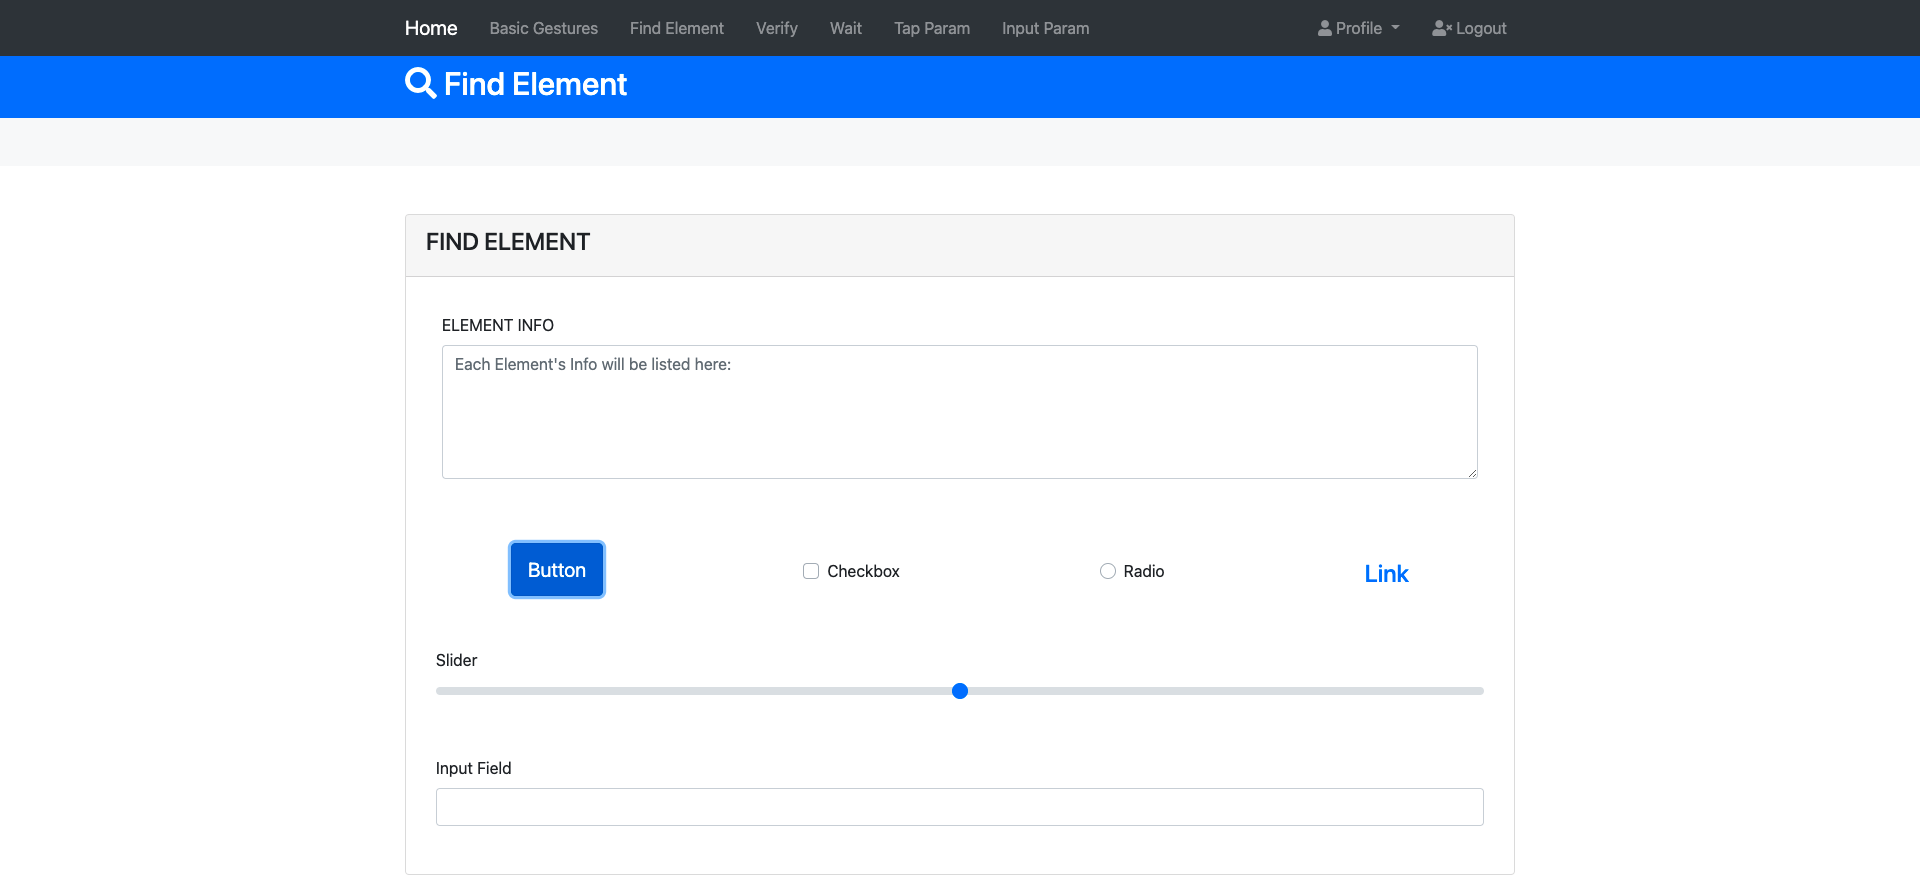 Home Basic Gestures Find Element Verify Wait Tap Param Input Param Profile Logout
Find Element
FIND ELEMENT
ELEMENT INFO
Each Element's Info will be listed here:
Button Checkbox Radio Link
Slider
Input Field